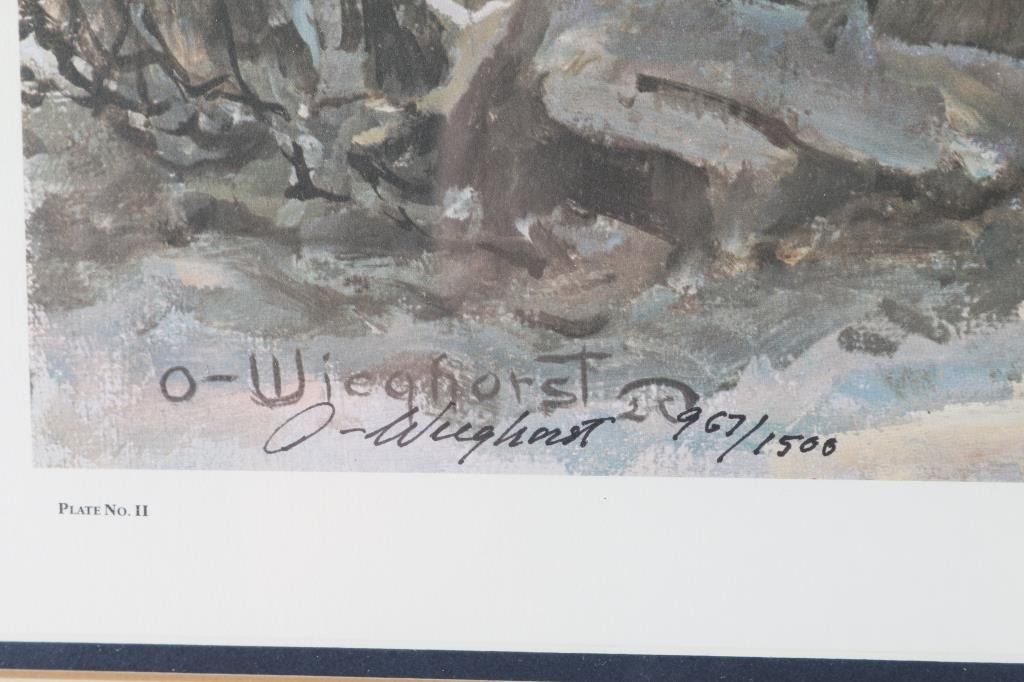 O-Wieghorst
O-Wieghorst 967/1500
PLATE NO. II